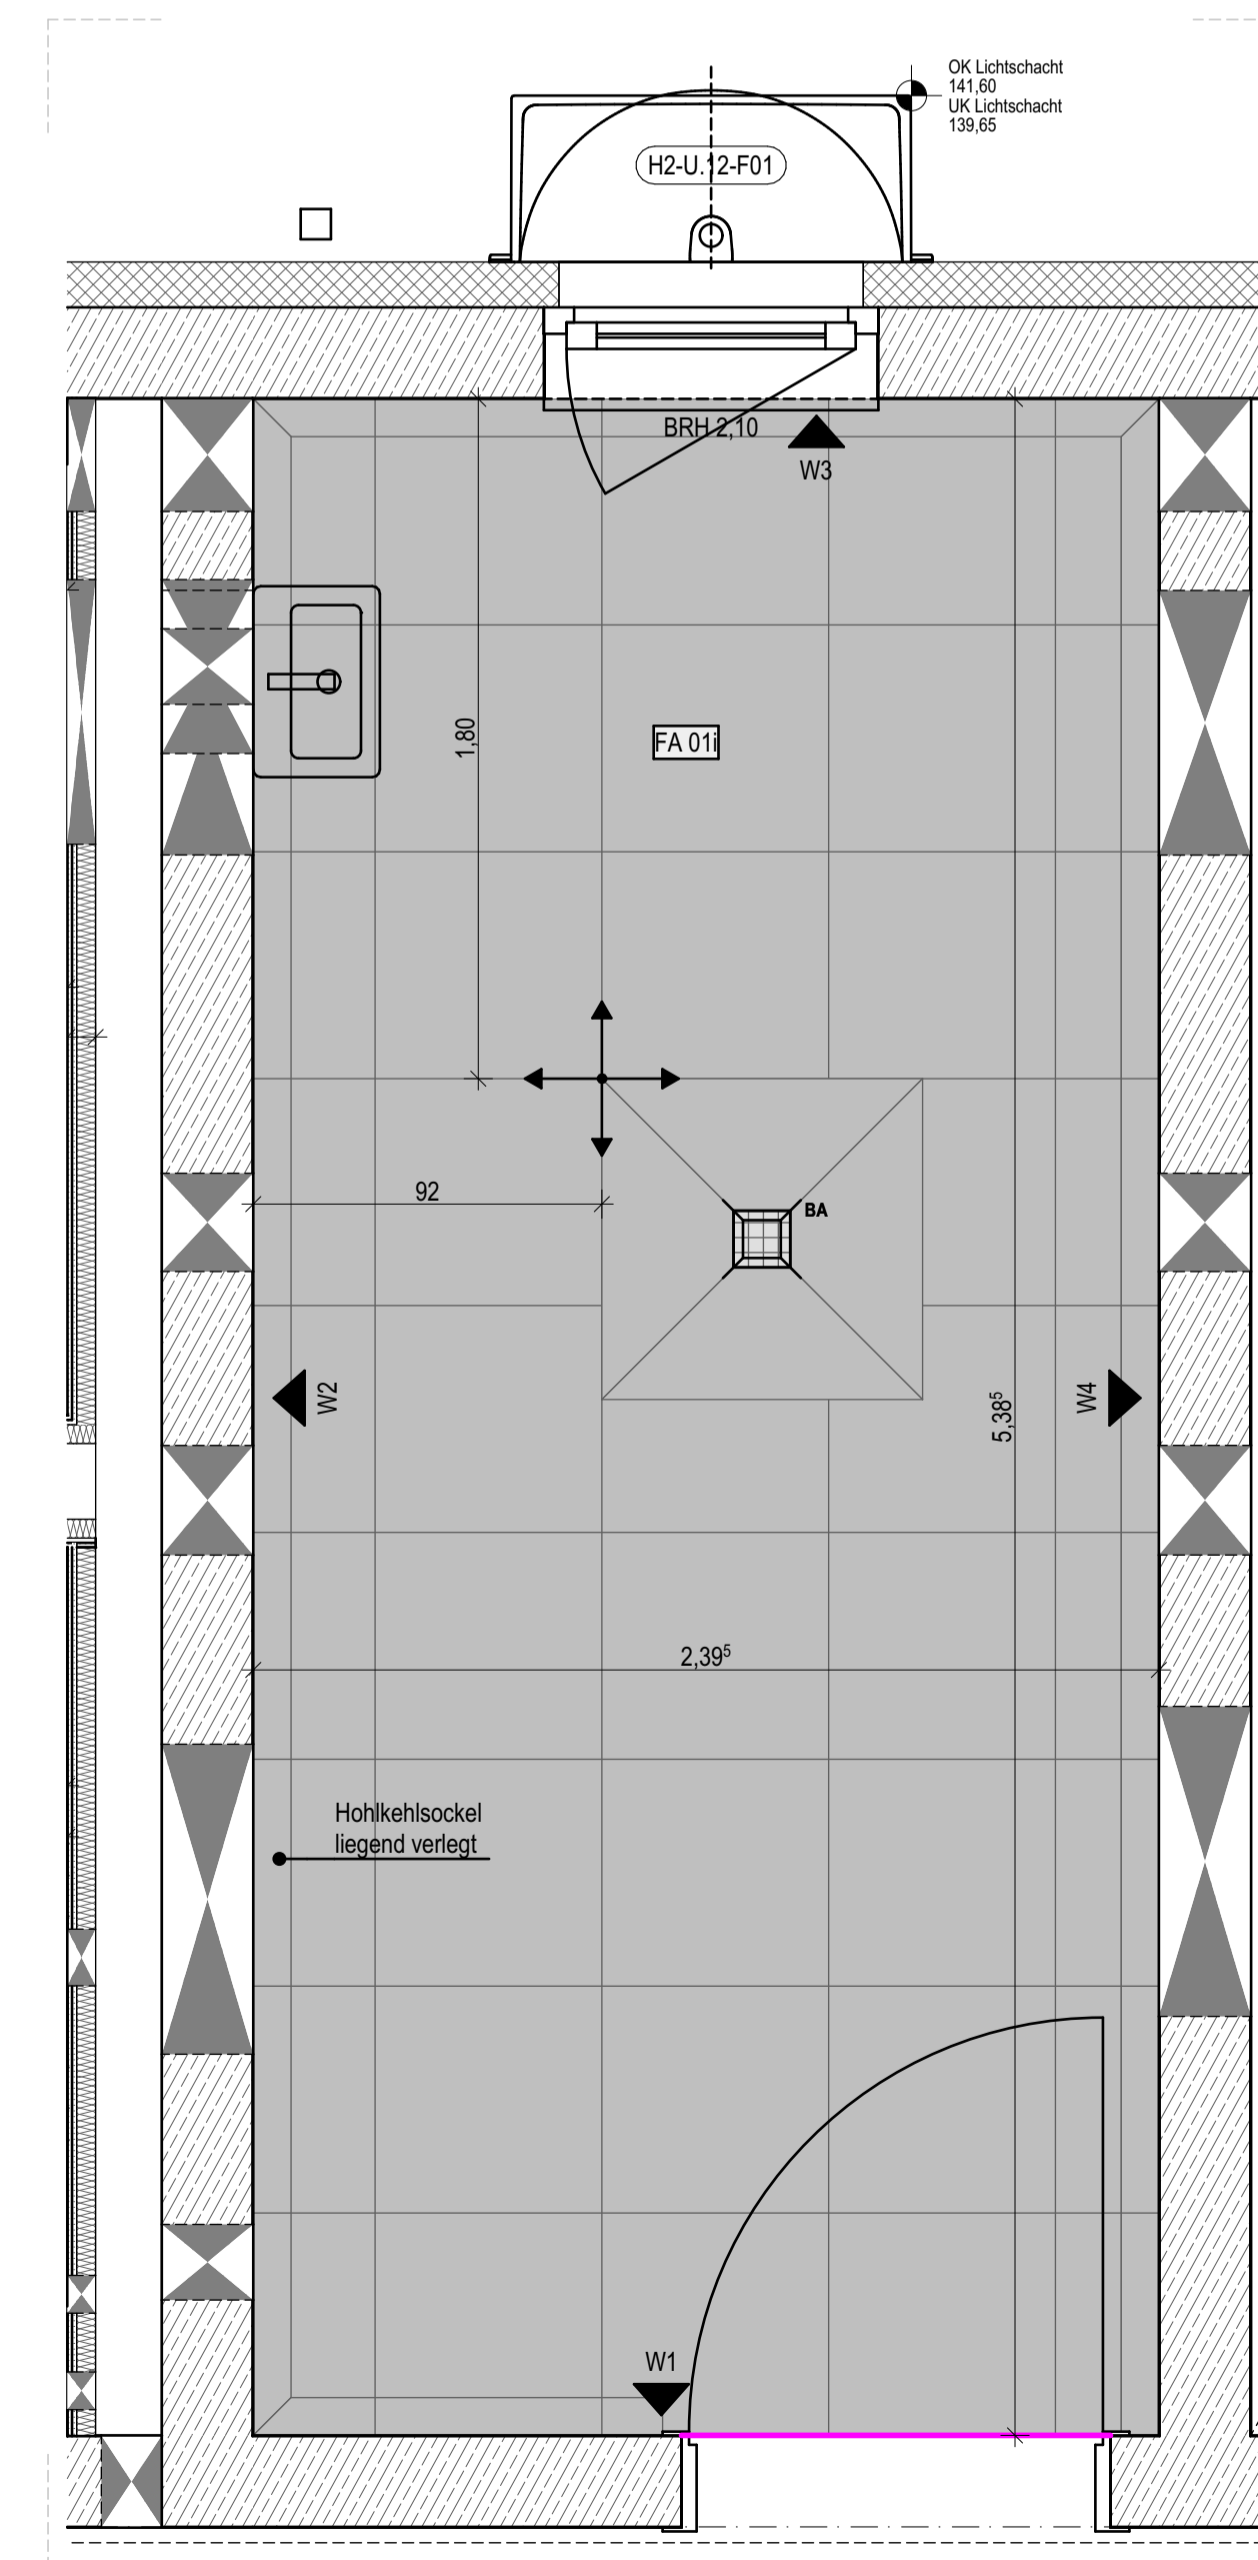 OK Lichtschacht
141,60
UK Lichtschacht
139,65
H2-U.12-F01
BRH 2,10
W3
1,80
FA 01i
92
BA
W2
W4
5,38⁵
2,39⁵
Hohlkehlsockel
liegend verlegt
W1